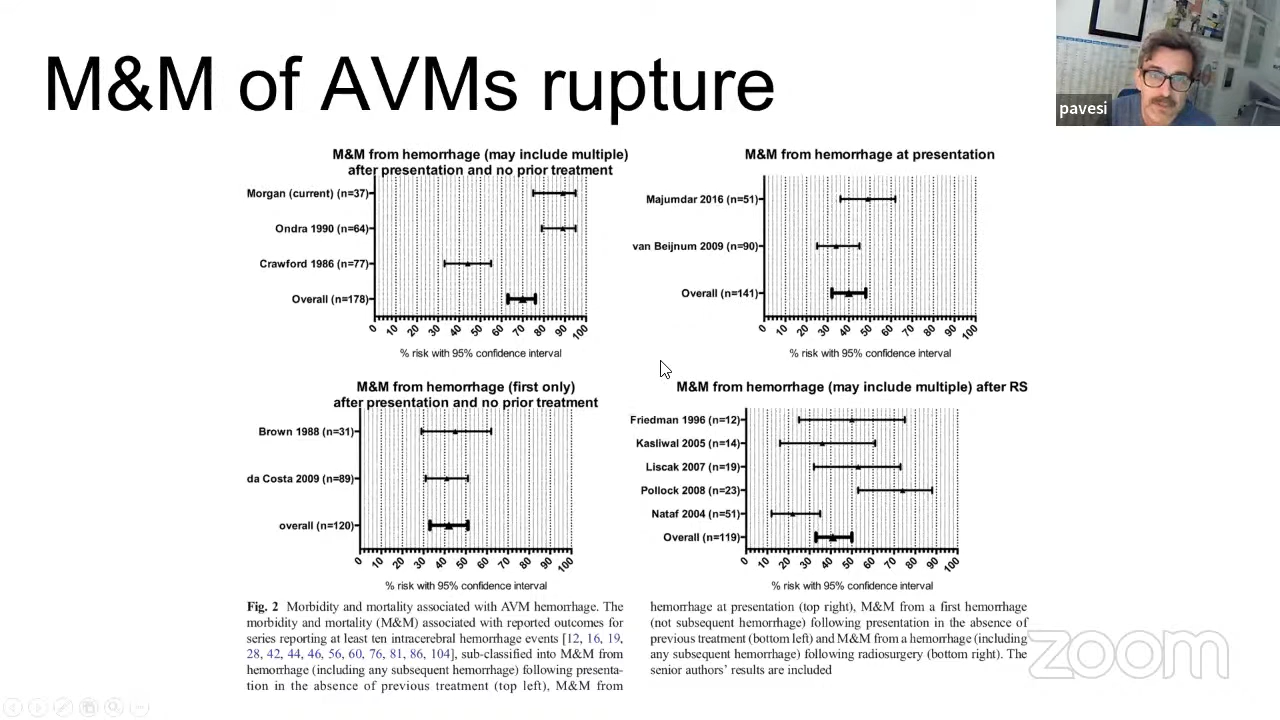 M&M of AVMs rupture
pavesi
M&M from hemorrhage (may include multiple)
after presentation and no prior treatment
Morgan (current) (n=37)
Ondra 1990 (n=64)
Crawford 1986 (n=77)
Overall (n=178)
0 10 20 30 40 50 60 70 80 90 100
% risk with 95% confidence interval
M&M from hemorrhage at presentation
Majumdar 2016 (n=51)
van Beijnum 2009 (n=90)
Overall (n=141)
0 10 20 30 40 50 60 70 80 90 100
% risk with 95% confidence interval
M&M from hemorrhage (first only)
after presentation and no prior treatment
Brown 1988 (n=31)
da Costa 2009 (n=89)
overall (n=120)
0 10 20 30 40 50 60 70 80 90 100
% risk with 95% confidence interval
M&M from hemorrhage (may include multiple) after RS
Friedman 1996 (n=12)
Kasliwal 2005 (n=14)
Liscak 2007 (n=19)
Pollock 2008 (n=23)
Nataf 2004 (n=51)
Overall (n=119)
0 10 20 30 40 50 60 70 80 90 100
% risk with 95% confidence interval
Fig. 2 Morbidity and mortality associated with AVM hemorrhage. The
morbidity and mortality (M&M) associated with reported outcomes for
series reporting at least ten intracerebral hemorrhage events [12, 16, 19,
28, 42, 44, 46, 56, 60, 76, 81, 86, 104], sub-classified into M&M from
hemorrhage (including any subsequent hemorrhage) following presenta-
tion in the absence of previous treatment (top left), M&M from
hemorrhage at presentation (top right), M&M from a first hemorrhage
(not subsequent hemorrhage) following presentation in the absence of
previous treatment (bottom left) and M&M from a hemorrhage (including
any subsequent hemorrhage) following radiosurgery (bottom right). The
senior authors' results are included
zoom